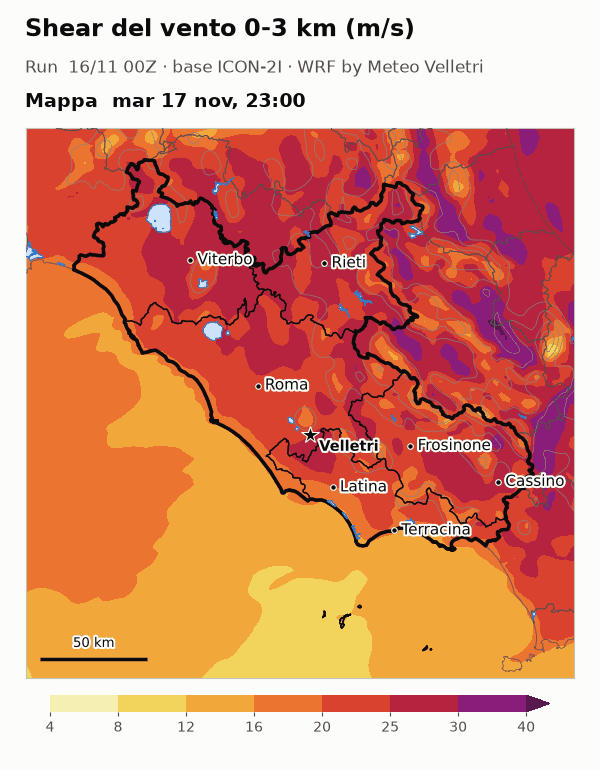 Shear del vento 0-3 km (m/s)
Run  16/11 00Z · base ICON-2I · WRF by Meteo Velletri
Mappa  mar 17 nov, 23:00
Viterbo
Rieti
Roma
Velletri
Frosinone
Cassino
Latina
Terracina
50 km
4 8 12 16 20 25 30 40